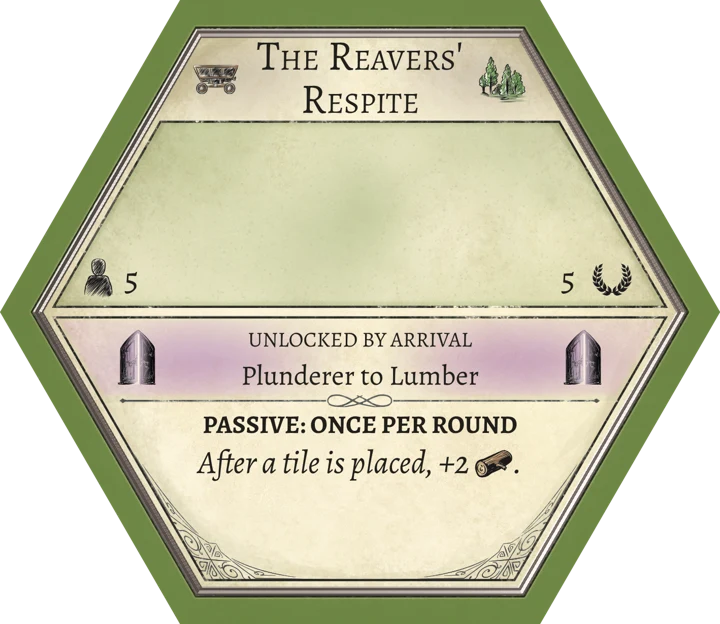 The Reavers'
Respite
5
5
UNLOCKED BY ARRIVAL
Plunderer to Lumber
PASSIVE: ONCE PER ROUND
After a tile is placed, +2 .